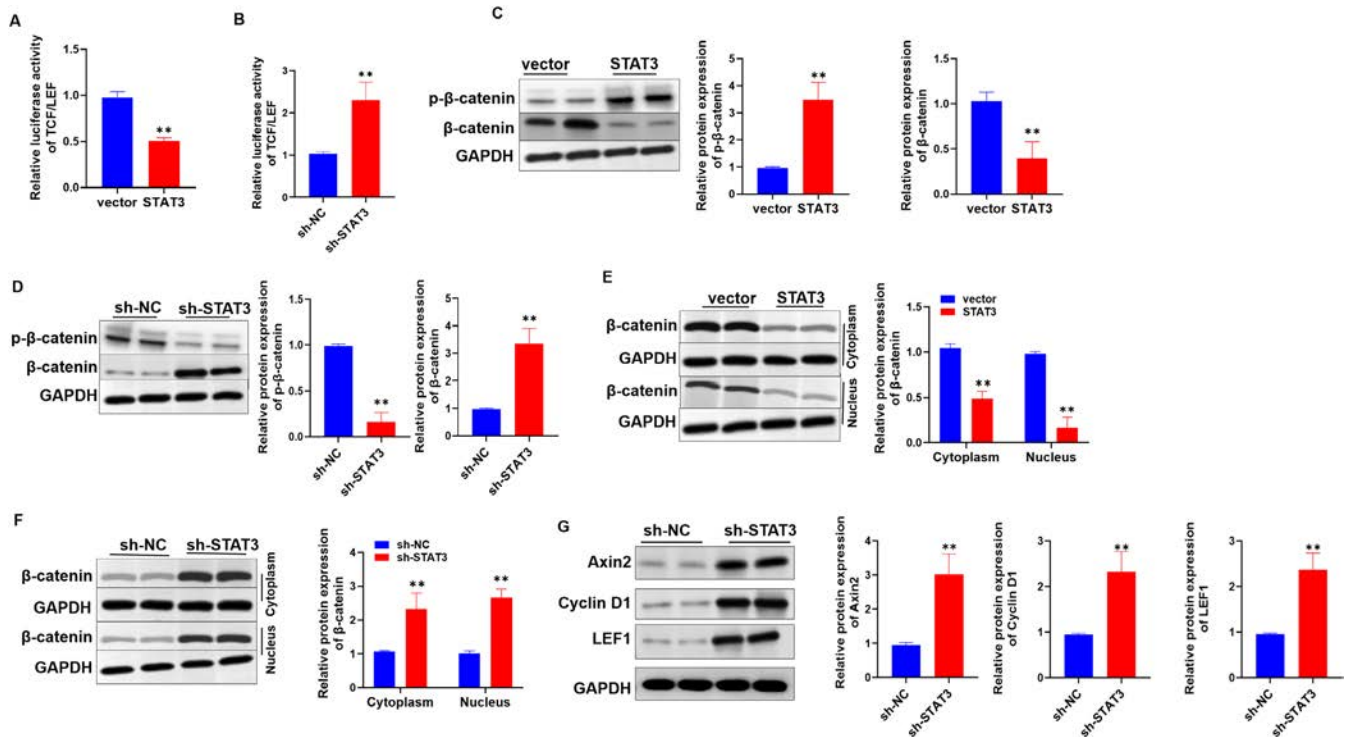 A
Relative luciferase activity
of TCF/LEF
1.5
1.0
0.5
0.0
**
vector STAT3
B
Relative luciferase activity
of TCF/LEF
3
2
1
0
**
sh-NC
sh-STAT3
C
vector STAT3
p-β-catenin
β-catenin
GAPDH
Relative protein expression
of p-β-catenin
5
4
3
2
1
0
**
vector STAT3
Relative protein expression
of β-catenin
1.5
1.0
0.5
0.0
**
vector STAT3
D
sh-NC sh-STAT3
p-β-catenin
β-catenin
GAPDH
Relative protein expression
of p-β-catenin
1.5
1.0
0.5
0.0
**
sh-NC
sh-STAT3
Relative protein expression
of β-catenin
5
4
3
2
1
0
**
sh-NC
sh-STAT3
E
vector STAT3
β-catenin
GAPDH
β-catenin
GAPDH
Cytoplasm
Nucleus
Relative protein expression
of β-catenin
vector
STAT3
1.5
1.0
0.5
0.0
**
**
Cytoplasm Nucleus
F
sh-NC sh-STAT3
β-catenin
GAPDH
β-catenin
GAPDH
Cytoplasm
Nucleus
Relative protein expression
of β-catenin
sh-NC
sh-STAT3
4
3
2
1
0
**
**
Cytoplasm Nucleus
G
sh-NC sh-STAT3
Axin2
Cyclin D1
LEF1
GAPDH
Relative protein expression
of Axin2
4
3
2
1
0
**
sh-NC
sh-STAT3
Relative protein expression
of Cyclin D1
3
2
1
0
**
sh-NC
sh-STAT3
Relative protein expression
of LEF1
3
2
1
0
**
sh-NC
sh-STAT3